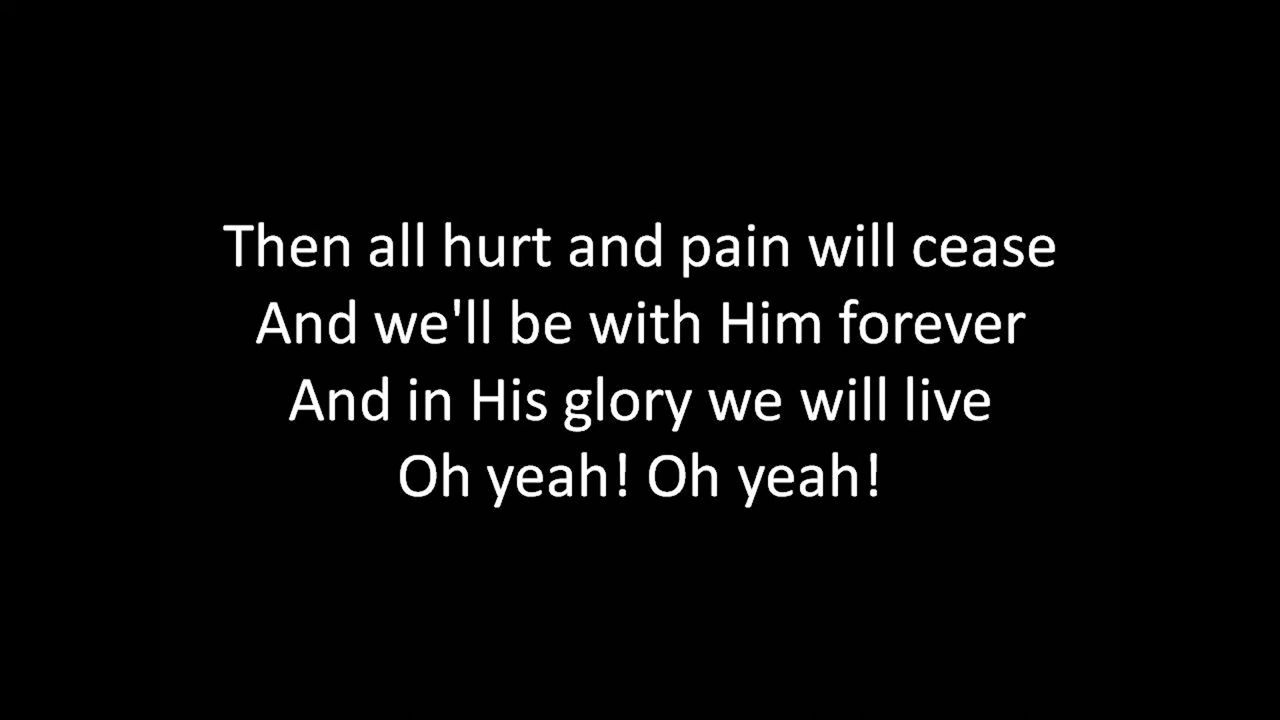 Then all hurt and pain will cease
And we'll be with Him forever
And in His glory we will live
Oh yeah! Oh yeah!